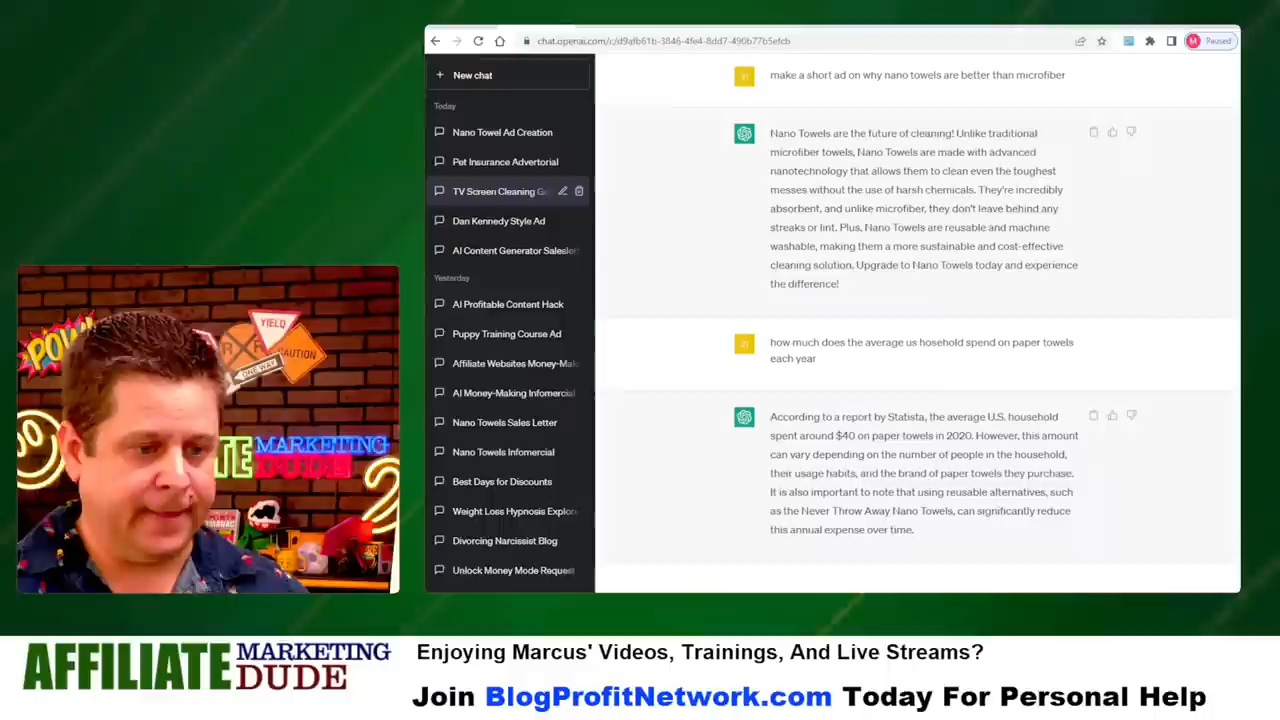 chat.openai.com/c/d9afb61b-3846-4fe4-8dd7-490b77b5efcb
M
Paused
+ New chat
Today
Nano Towel Ad Creation
Pet Insurance Advertorial
TV Screen Cleaning G
Dan Kennedy Style Ad
AI Content Generator Saleslet
Yesterday
AI Profitable Content Hack
Puppy Training Course Ad
Affiliate Websites Money-Mak
AI Money-Making Infomercial
Nano Towels Sales Letter
Nano Towels Infomercial
Best Days for Discounts
Weight Loss Hypnosis Explor
Divorcing Narcissist Blog
Unlock Money Mode Request
make a short ad on why nano towels are better than microfiber
Nano Towels are the future of cleaning! Unlike traditional
microfiber towels, Nano Towels are made with advanced
nanotechnology that allows them to clean even the toughest
messes without the use of harsh chemicals. They're incredibly
absorbent, and unlike microfiber, they don't leave behind any
streaks or lint. Plus, Nano Towels are reusable and machine
washable, making them a more sustainable and cost-effective
cleaning solution. Upgrade to Nano Towels today and experience
the difference!
how much does the average us hosehold spend on paper towels
each year
According to a report by Statista, the average U.S. household
spent around $40 on paper towels in 2020. However, this amount
can vary depending on the number of people in the household,
their usage habits, and the brand of paper towels they purchase.
It is also important to note that using reusable alternatives, such
as the Never Throw Away Nano Towels, can significantly reduce
this annual expense over time.
POW
YIELD
R R
CAUTION
ONE WAY
TE MARKETING
DUDE
2
AFFILIATE MARKETING DUDE
Enjoying Marcus' Videos, Trainings, And Live Streams?
Join BlogProfitNetwork.com Today For Personal Help